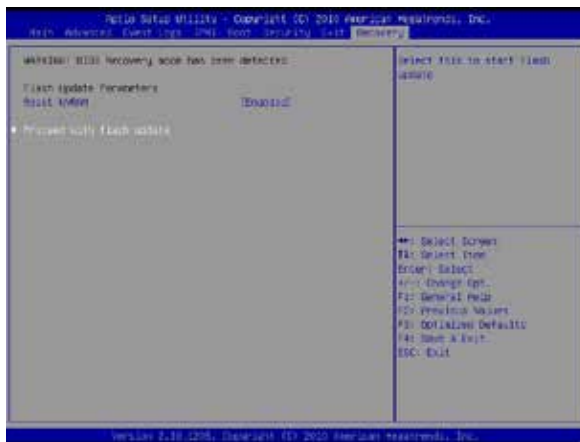 Aptio Setup Utility - Copyright (C) 2010 American Megatrends, Inc.
Main Advanced Event Logs IPMI Boot Security Exit Recovery
WARNING! BIOS Recovery mode has been detected
Select this to start flash
update
Flash Update Parameters
Reset NVRAM [Enabled]
Proceed with flash update
: Select Screen
: Select Item
Enter: Select
+/-: Change Opt.
F1: General Help
F2: Previous Values
F3: Optimized Defaults
F4: Save & Exit
ESC: Exit
Copyright (C) 2010 American Megatrends, Inc.